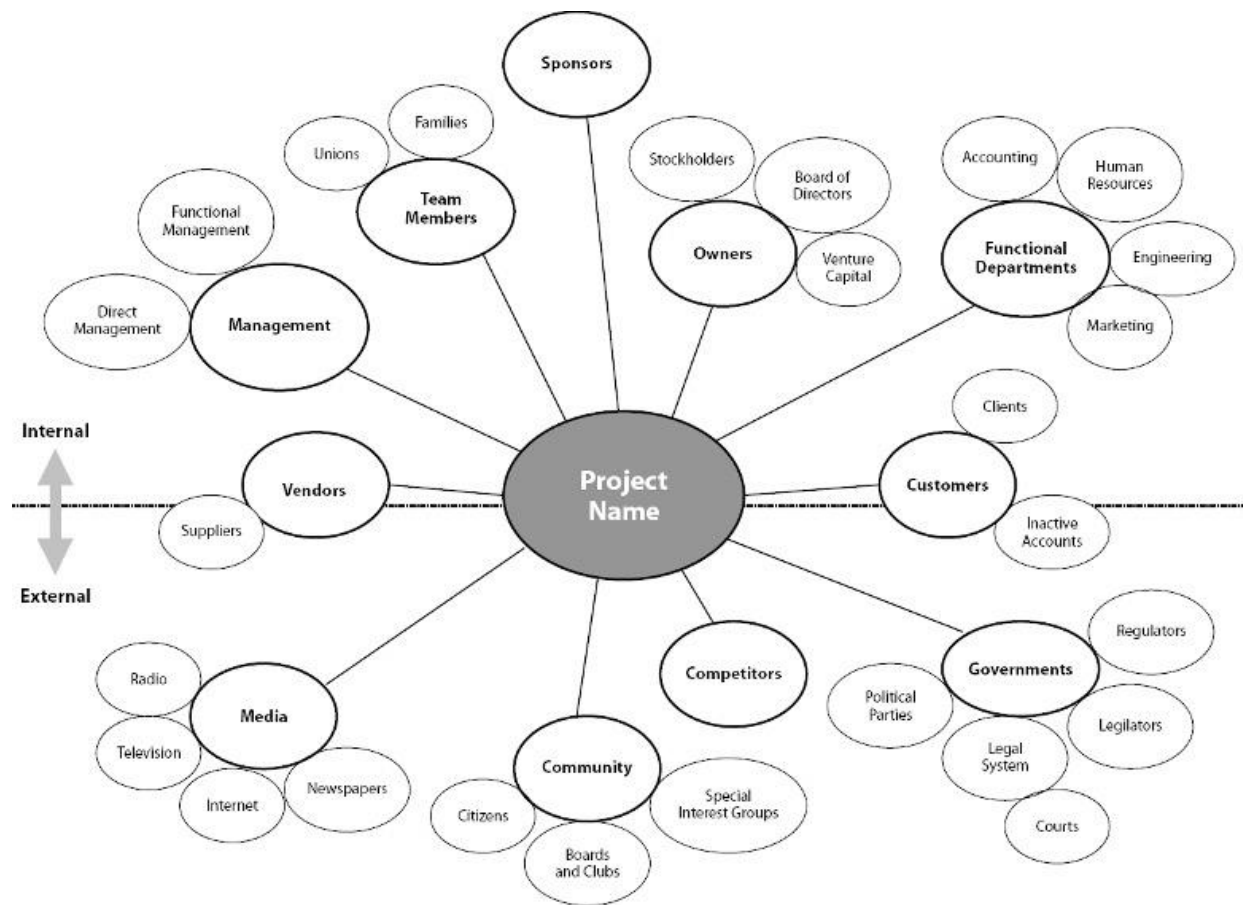 Sponsors
Families
Unions
Team
Members
Stockholders
Board of
Directors
Owners
Venture
Capital
Accounting
Human
Resources
Functional
Departments
Engineering
Marketing
Functional
Management
Direct
Management
Management
Clients
Internal
Vendors
Suppliers
Project
Name
Customers
Inactive
Accounts
External
Radio
Media
Television
Internet
Newspapers
Community
Citizens
Special
Interest Groups
Boards
and Clubs
Competitors
Governments
Regulators
Political
Parties
Legilators
Legal
System
Courts